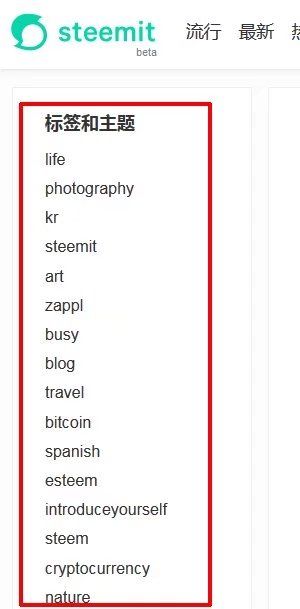 steemit
beta
流行 最新
标签和主题
life
photography
kr
steemit
art
zappl
busy
blog
travel
bitcoin
spanish
esteem
introduceyourself
steem
cryptocurrency
nature